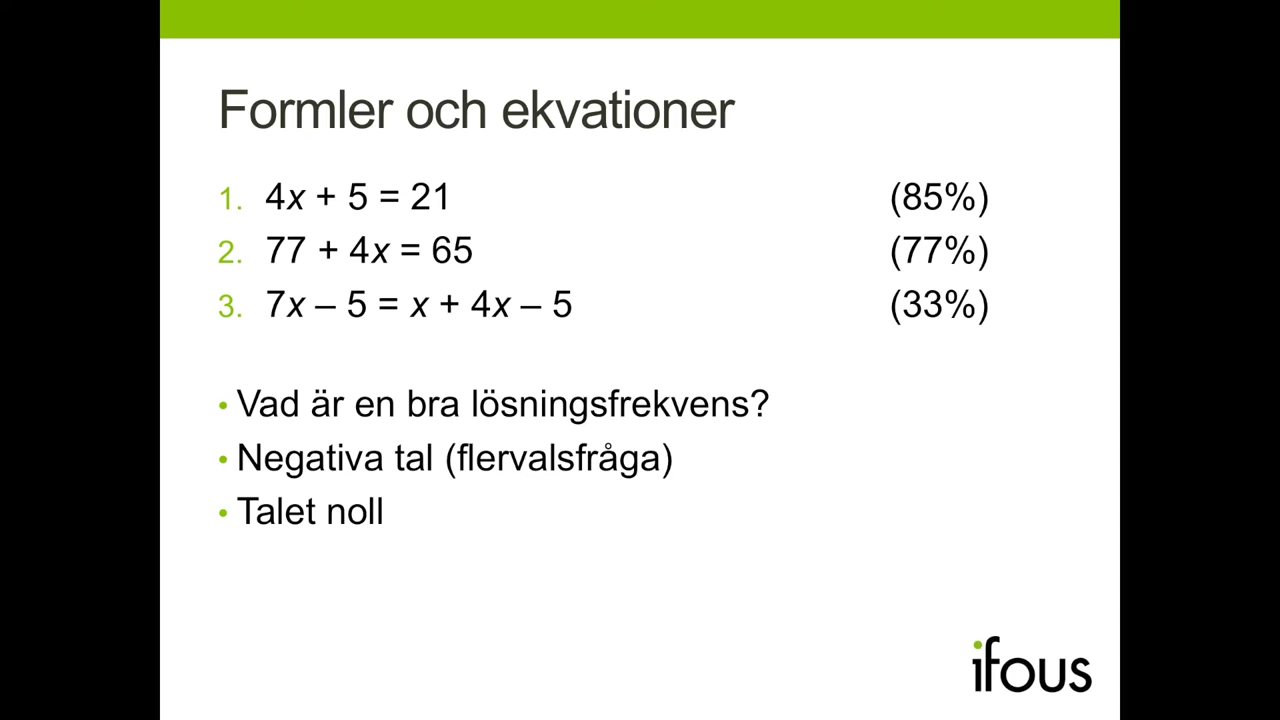 Formler och ekvationer
1. 4x + 5 = 21 (85%)
2. 77 + 4x = 65 (77%)
3. 7x – 5 = x + 4x – 5 (33%)
• Vad är en bra lösningsfrekvens?
• Negativa tal (flervalsfråga)
• Talet noll
ifous